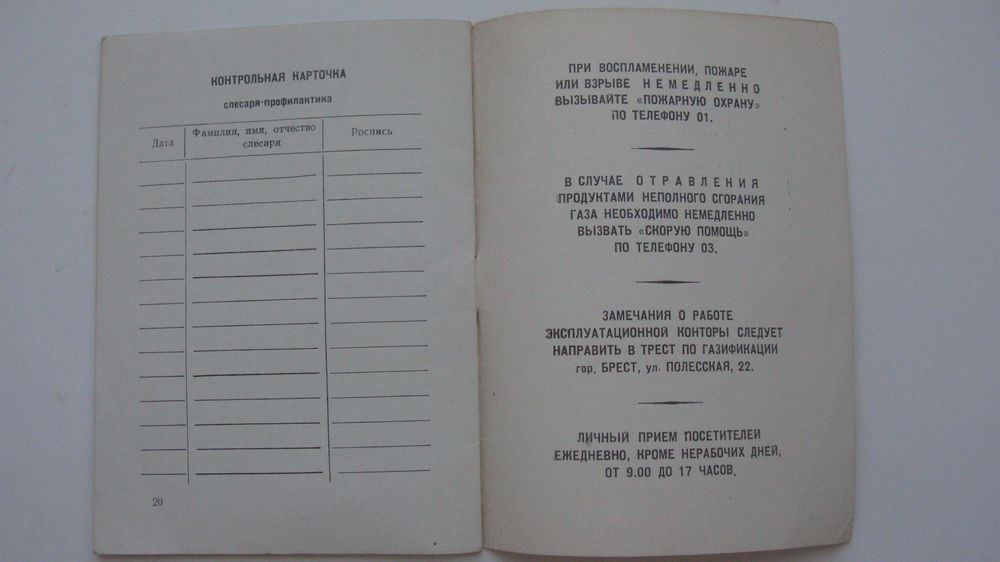 КОНТРОЛЬНАЯ КАРТОЧКА
слесаря-профилактика
Дата
Фамилия, имя, отчество
слесаря
Роспись
20
ПРИ ВОСПЛАМЕНЕНИИ, ПОЖАРЕ
ИЛИ ВЗРЫВЕ НЕМЕДЛЕННО
ВЫЗЫВАЙТЕ «ПОЖАРНУЮ ОХРАНУ»
ПО ТЕЛЕФОНУ 01.
В СЛУЧАЕ ОТРАВЛЕНИЯ
ПРОДУКТАМИ НЕПОЛНОГО СГОРАНИЯ
ГАЗА НЕОБХОДИМО НЕМЕДЛЕННО
ВЫЗВАТЬ «СКОРУЮ ПОМОЩЬ»
ПО ТЕЛЕФОНУ 03.
ЗАМЕЧАНИЯ О РАБОТЕ
ЭКСПЛУАТАЦИОННОЙ КОНТОРЫ СЛЕДУЕТ
НАПРАВИТЬ В ТРЕСТ ПО ГАЗИФИКАЦИИ
гор. БРЕСТ, ул. ПОЛЕССКАЯ, 22.
ЛИЧНЫЙ ПРИЕМ ПОСЕТИТЕЛЕЙ
ЕЖЕДНЕВНО, КРОМЕ НЕРАБОЧИХ ДНЕЙ,
ОТ 9.00 ДО 17 ЧАСОВ.